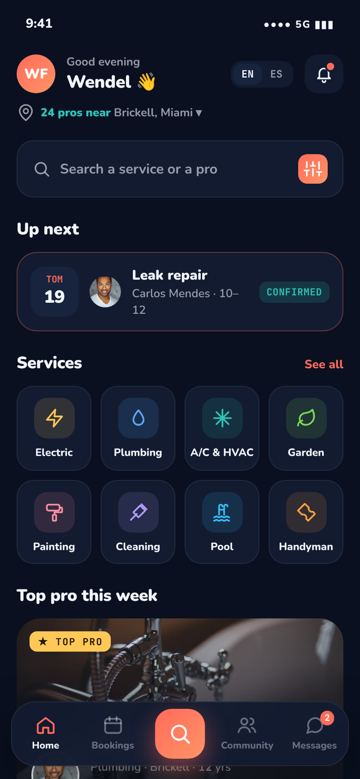 9:41
5G
WF
Good evening
Wendel 👋
EN ES
24 pros near Brickell, Miami ▾
Search a service or a pro
Up next
TOM
19
Leak repair
Carlos Mendes · 10–
12
CONFIRMED
Services
See all
Electric
Plumbing
A/C & HVAC
Garden
Painting
Cleaning
Pool
Handyman
Top pro this week
★ TOP PRO
Home
Bookings
Community
2
Messages
Plumbing · Brickell · 12 yrs